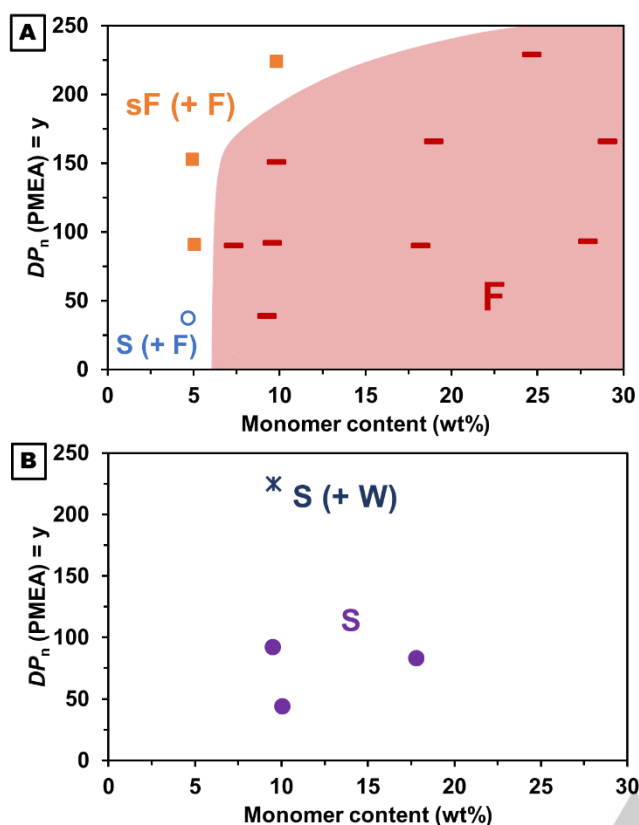 A
DPn (PMEA) = y
250
200
150
100
50
0
sF (+ F)
S (+ F)
F
0 5 10 15 20 25 30
Monomer content (wt%)
B
DPn (PMEA) = y
250
200
150
100
50
0
S (+ W)
S
0 5 10 15 20 25 30
Monomer content (wt%)